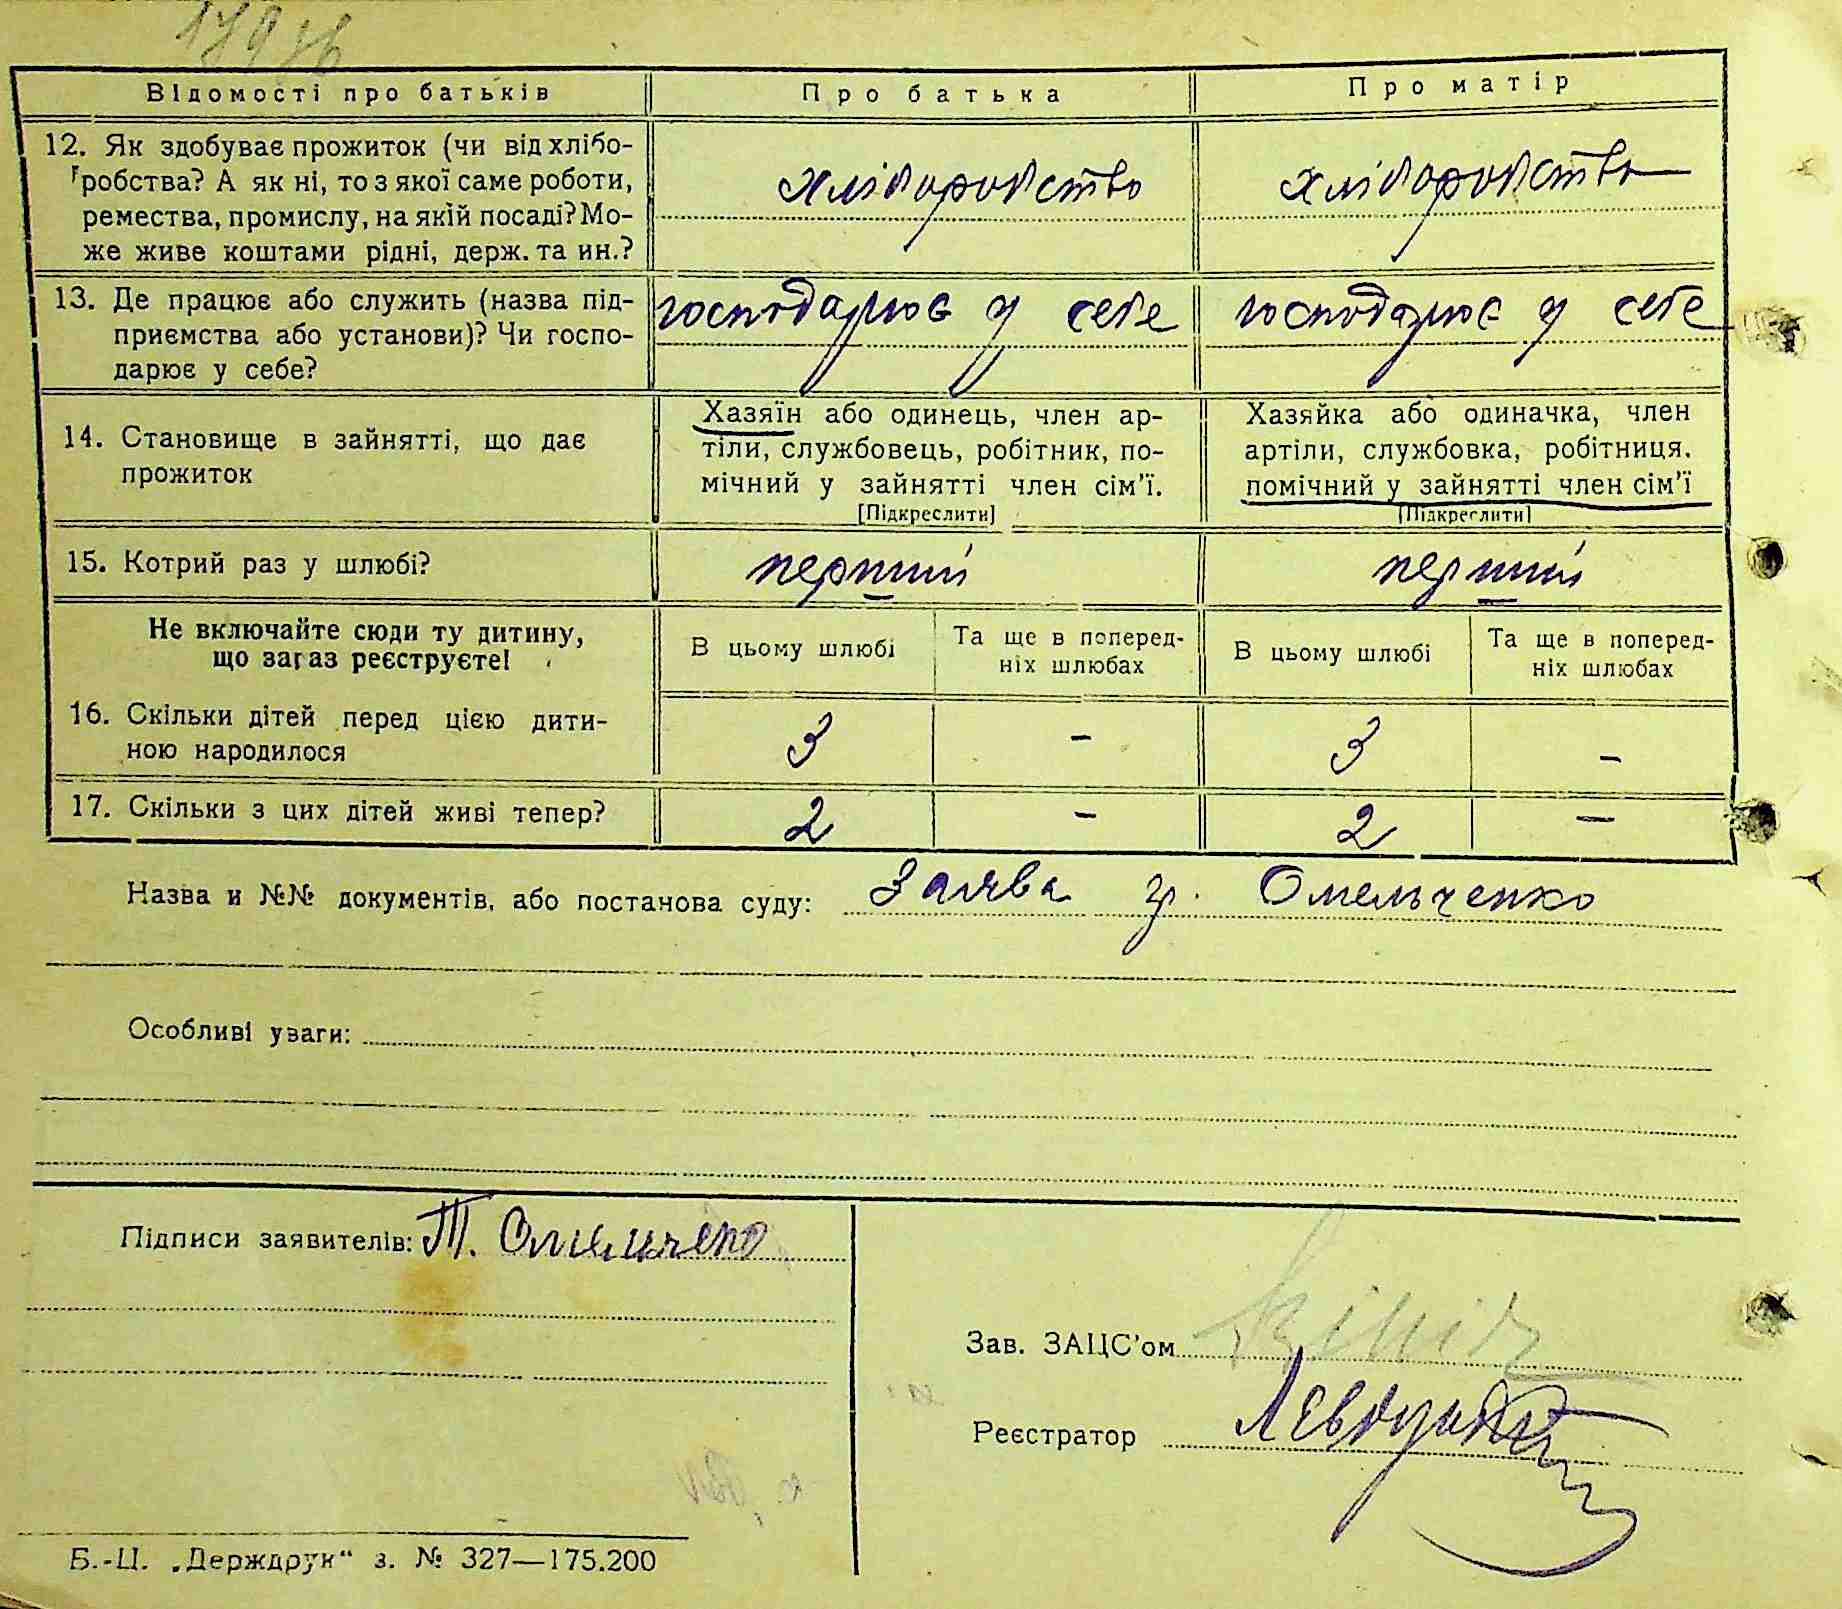 Відомості про батьків
Про батька
Про матір
12. Як здобуває прожиток (чи від хлібо-
робства? А як ні, то з якої саме роботи,
ремества, промислу, на якій посаді? Мо-
же живе коштами рідні, держ. та ин.?
хліборобство
хліборобство
13. Де працює або служить (назва під-
приємства або установи)? Чи госпо-
дарює у себе?
господарює у себе
господарює у себе
14. Становище в зайнятті, що дає
прожиток
Хазяїн або одинець, член ар-
тіли, службовець, робітник, по-
мічний у зайнятті член сім'ї.
[Підкреслити]
Хазяйка або одиначка, член
артіли, службовка, робітниця.
помічний у зайнятті член сім'ї
[Підкреслити]
15. Котрий раз у шлюбі?
перший
перший
Не включайте сюди ту дитину,
що зараз реєструєте!
В цьому шлюбі
Та ще в поперед-
ніх шлюбах
В цьому шлюбі
Та ще в поперед-
ніх шлюбах
16. Скільки дітей перед цією дити-
ною народилося
3 - 3 -
17. Скільки з цих дітей живі тепер?
2 - 2 -
Назва и №№ документів, або постанова суду: Заява гр. Омельченко
Особливі уваги:
Підписи заявителів: Т. Омельченко
Зав. ЗАЦС'ом
Реєстратор
Б.-Ц. „Держдрук" з. № 327—175.200